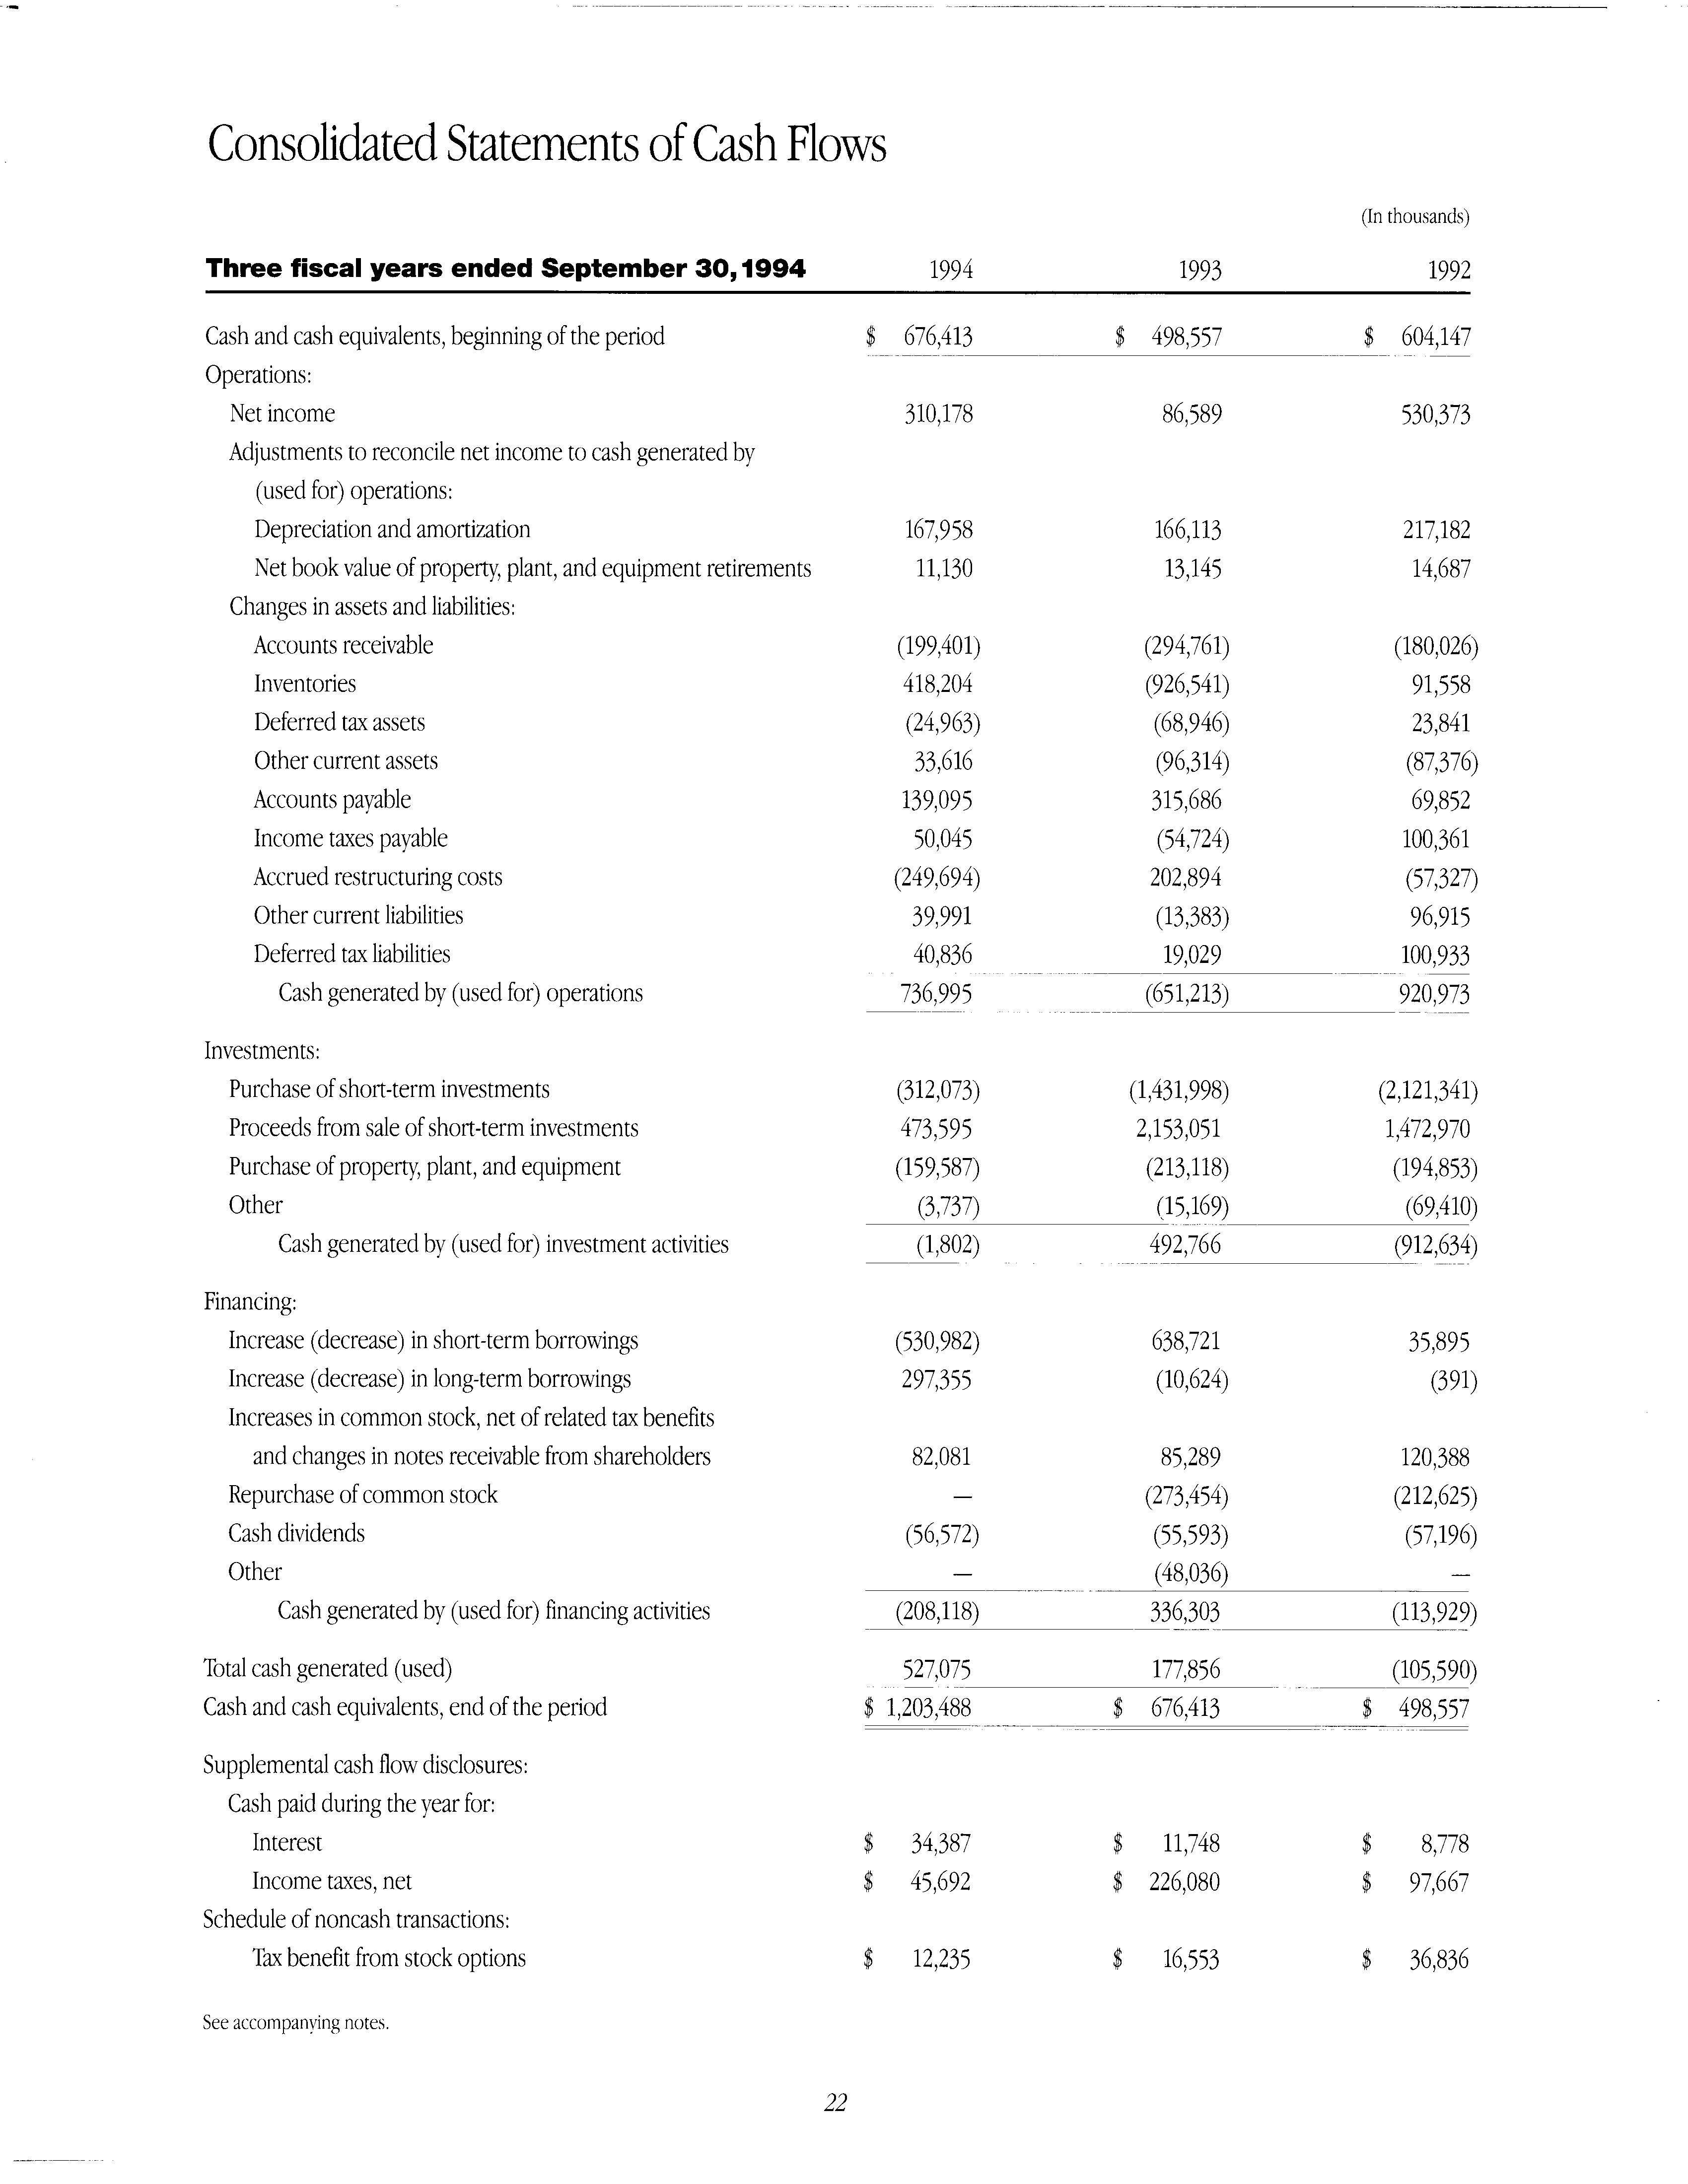 Consolidated Statements of Cash Flows
(In thousands)
Three fiscal years ended September 30, 1994 1994 1993 1992
Cash and cash equivalents, beginning of the period $ 676,413 $ 498,557 $ 604,147
Operations:
Net income 310,178 86,589 530,373
Adjustments to reconcile net income to cash generated by
(used for) operations:
Depreciation and amortization 167,958 166,113 217,182
Net book value of property, plant, and equipment retirements 11,130 13,145 14,687
Changes in assets and liabilities:
Accounts receivable (199,401) (294,761) (180,026)
Inventories 418,204 (926,541) 91,558
Deferred tax assets (24,963) (68,946) 23,841
Other current assets 33,616 (96,314) (87,376)
Accounts payable 139,095 315,686 69,852
Income taxes payable 50,045 (54,724) 100,361
Accrued restructuring costs (249,694) 202,894 (57,327)
Other current liabilities 39,991 (13,383) 96,915
Deferred tax liabilities 40,836 19,029 100,933
Cash generated by (used for) operations 736,995 (651,213) 920,973
Investments:
Purchase of short-term investments (312,073) (1,431,998) (2,121,341)
Proceeds from sale of short-term investments 473,595 2,153,051 1,472,970
Purchase of property, plant, and equipment (159,587) (213,118) (194,853)
Other (3,737) (15,169) (69,410)
Cash generated by (used for) investment activities (1,802) 492,766 (912,634)
Financing:
Increase (decrease) in short-term borrowings (530,982) 638,721 35,895
Increase (decrease) in long-term borrowings 297,355 (10,624) (391)
Increases in common stock, net of related tax benefits
and changes in notes receivable from shareholders 82,081 85,289 120,388
Repurchase of common stock — (273,454) (212,625)
Cash dividends (56,572) (55,593) (57,196)
Other — (48,036) —
Cash generated by (used for) financing activities (208,118) 336,303 (113,929)
Total cash generated (used) 527,075 177,856 (105,590)
Cash and cash equivalents, end of the period $ 1,203,488 $ 676,413 $ 498,557
Supplemental cash flow disclosures:
Cash paid during the year for:
Interest $ 34,387 $ 11,748 $ 8,778
Income taxes, net $ 45,692 $ 226,080 $ 97,667
Schedule of noncash transactions:
Tax benefit from stock options $ 12,235 $ 16,553 $ 36,836
See accompanying notes.
22